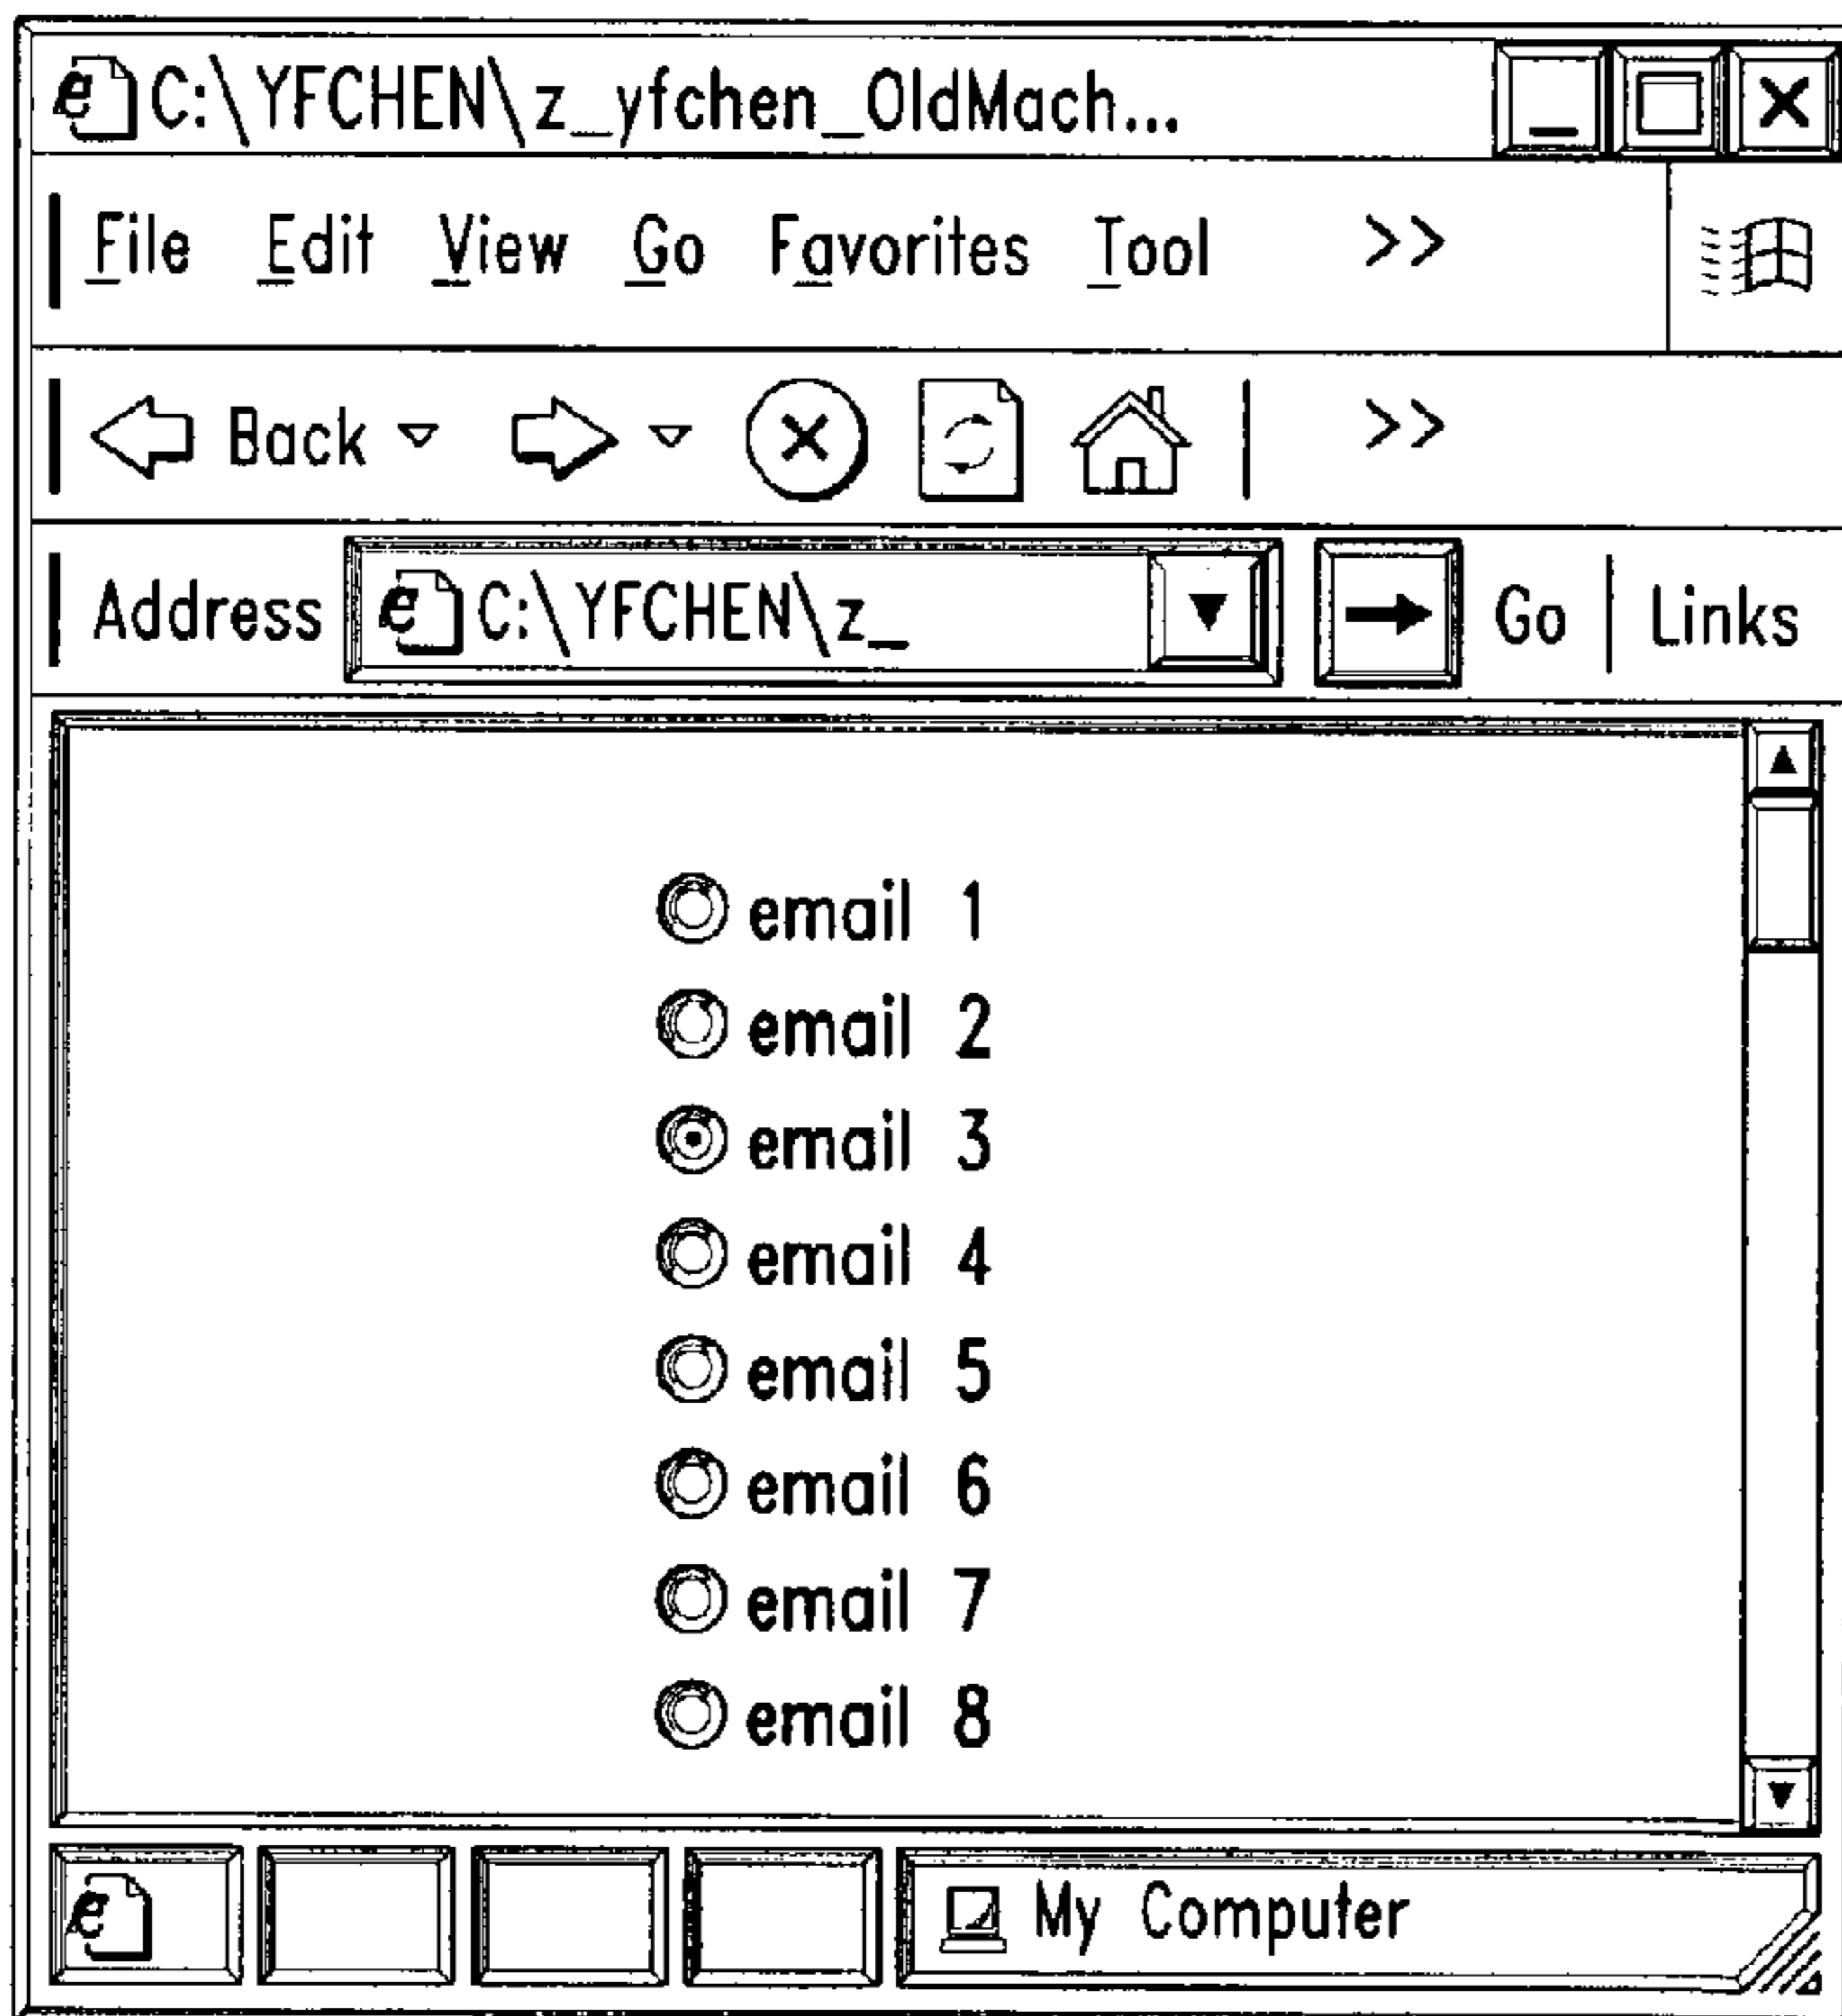 C:\YFCHEN\z_yfchen_OldMach...
File Edit View Go Favorites Tool >>
Back >>
Address C:\YFCHEN\z_ Go Links
email 1
email 2
email 3
email 4
email 5
email 6
email 7
email 8
My Computer